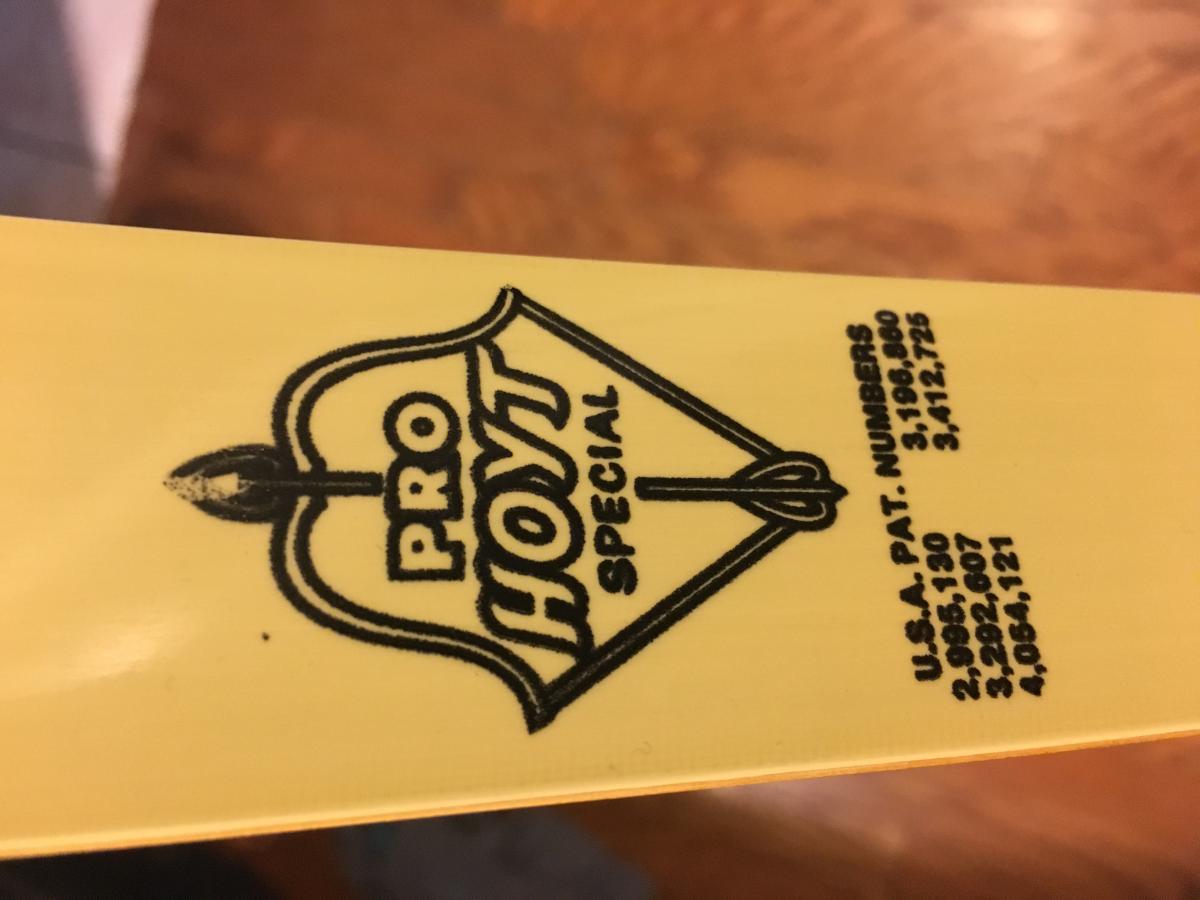 PRO
HOYT
SPECIAL
U.S.A. PAT. NUMBERS
2,995,130 3,196,860
3,292,607 3,412,725
4,054,121